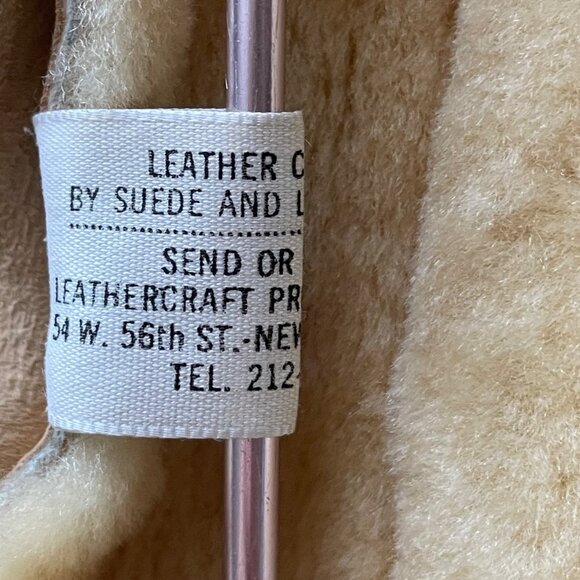 LEATHER C
BY SUEDE AND L
SEND OR
LEATHERCRAFT PR
54 W. 56th ST.-NEW
TEL. 212-